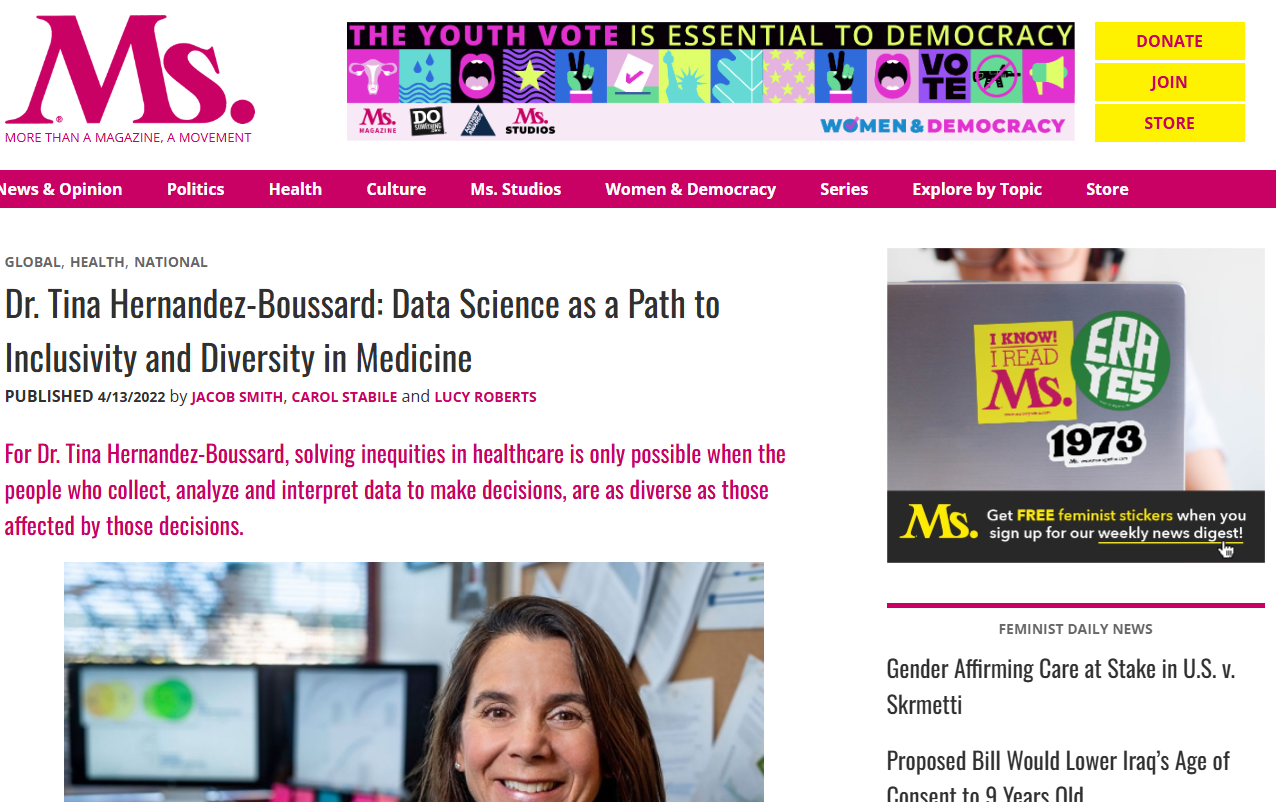 Ms.®
MORE THAN A MAGAZINE, A MOVEMENT
THE YOUTH VOTE IS ESSENTIAL TO DEMOCRACY
VO
TE
Ms.
MAGAZINE
DO
SOMETHING
Ms.
STUDIOS
WOMEN & DEMOCRACY
DONATE
JOIN
STORE
News & Opinion Politics Health Culture Ms. Studios Women & Democracy Series Explore by Topic Store
GLOBAL, HEALTH, NATIONAL
Dr. Tina Hernandez-Boussard: Data Science as a Path to
Inclusivity and Diversity in Medicine
PUBLISHED 4/13/2022 by JACOB SMITH, CAROL STABILE and LUCY ROBERTS
For Dr. Tina Hernandez-Boussard, solving inequities in healthcare is only possible when the
people who collect, analyze and interpret data to make decisions, are as diverse as those
affected by those decisions.
I KNOW!
I READ
Ms.
ERA
YES
1973
Ms.
Get FREE feminist stickers when you
sign up for our weekly news digest!
FEMINIST DAILY NEWS
Gender Affirming Care at Stake in U.S. v.
Skrmetti
Proposed Bill Would Lower Iraq’s Age of
Consent to 9 Years Old